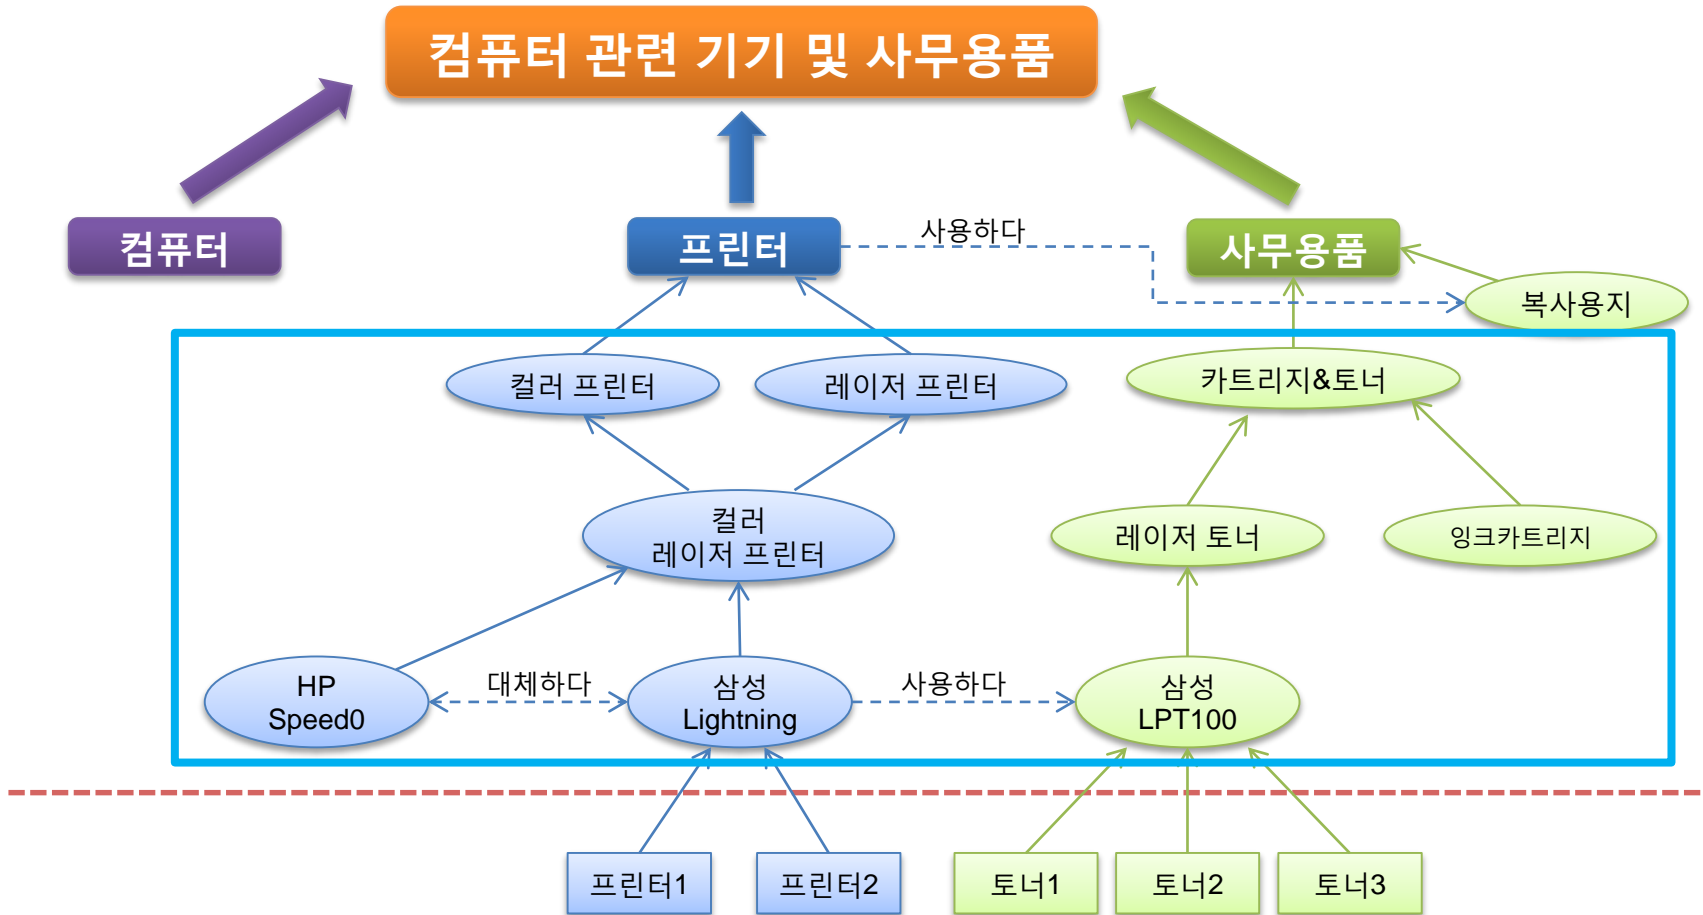 컴퓨터 관련 기기 및 사무용품
컴퓨터
프린터
사용하다
사무용품
복사용지
컬러 프린터
레이저 프린터
카트리지&토너
컬러
레이저 프린터
레이저 토너
잉크카트리지
HP
Speed0
대체하다
삼성
Lightning
사용하다
삼성
LPT100
프린터1
프린터2
토너1
토너2
토너3